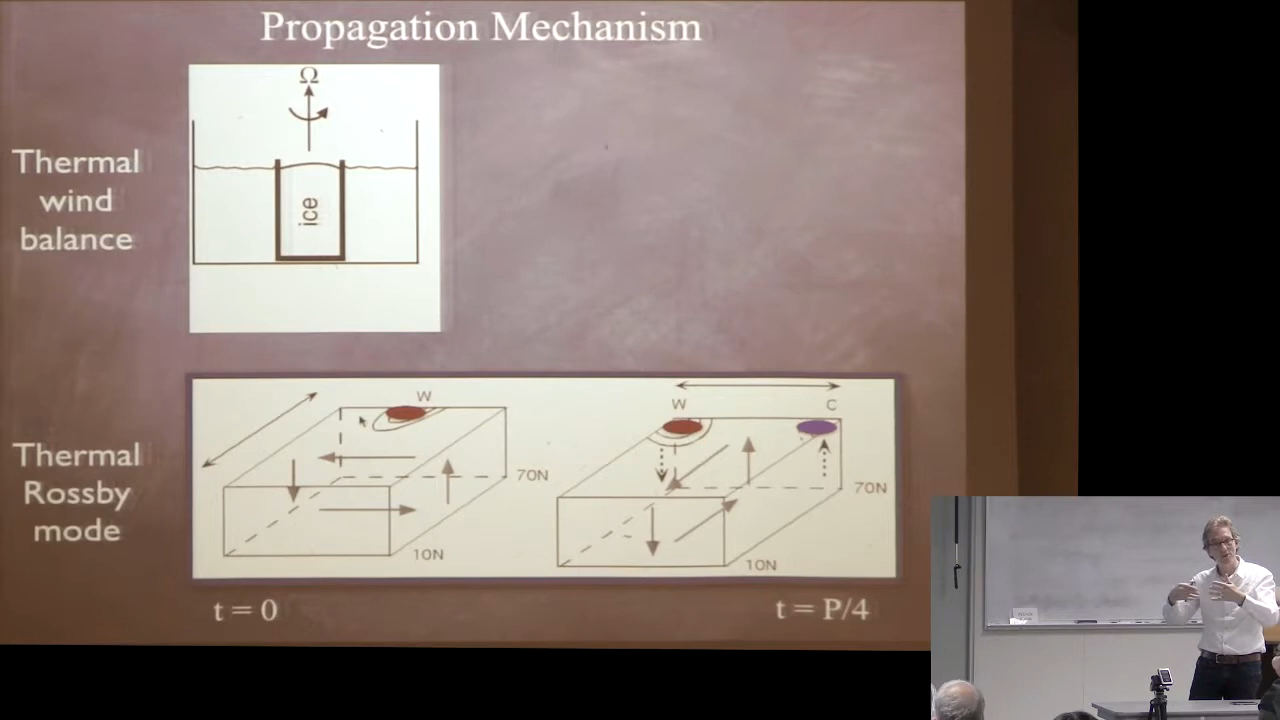 Propagation Mechanism
Ω
Thermal
wind
balance
ice
W
W
C
Thermal
Rossby
mode
70N
70N
10N
10N
t = 0
t = P/4